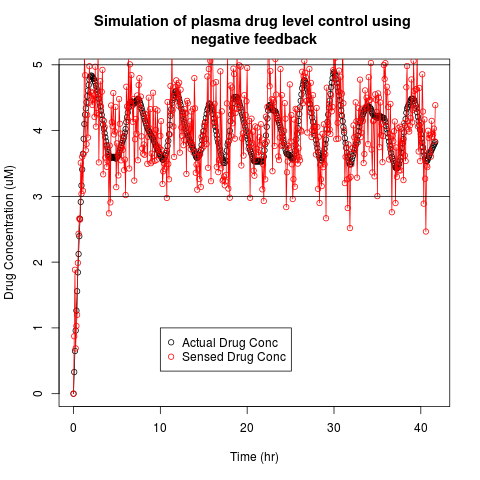 Simulation of plasma drug level control using
negative feedback
Drug Concentration (uM)
5
4
3
2
1
0
Actual Drug Conc
Sensed Drug Conc
0 10 20 30 40
Time (hr)